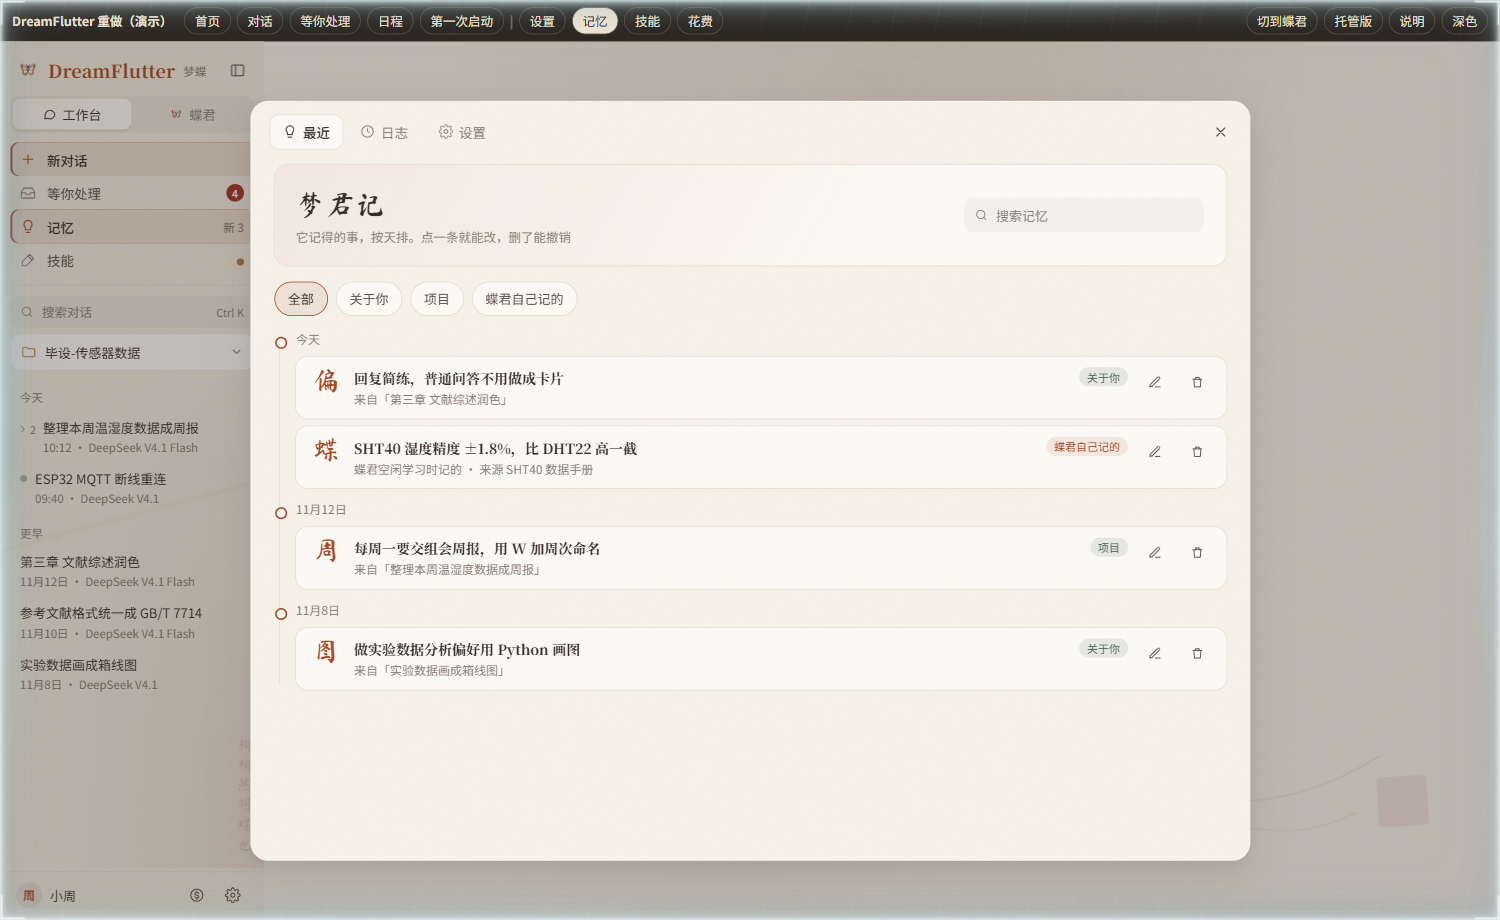 DreamFlutter 重做（演示） 首页 对话 等你处理 日程 第一次启动 | 设置 记忆 技能 花费 切到蝶君 托管版 说明 深色
DreamFlutter 梦蝶
工作台 蝶君
新对话
等你处理 4
记忆 新 3
技能
搜索对话 Ctrl K
毕设-传感器数据
今天
2 整理本周温湿度数据成周报
10:12 • DeepSeek V4.1 Flash
ESP32 MQTT 断线重连
09:40 • DeepSeek V4.1
更早
第三章 文献综述润色
11月12日 • DeepSeek V4.1 Flash
参考文献格式统一成 GB/T 7714
11月10日 • DeepSeek V4.1 Flash
实验数据画成箱线图
11月8日 • DeepSeek V4.1
周 小周
最近 日志 设置
梦君记
它记得的事，按天排。点一条就能改，删了能撤销
搜索记忆
全部 关于你 项目 蝶君自己记的
今天
偏 回复简练，普通问答不用做成卡片 关于你
来自「第三章 文献综述润色」
蝶 SHT40 湿度精度 ±1.8%，比 DHT22 高一截 蝶君自己记的
蝶君空闲学习时记的 • 来源 SHT40 数据手册
11月12日
周 每周一要交组会周报，用 W 加周次命名 项目
来自「整理本周温湿度数据成周报」
11月8日
图 做实验数据分析偏好用 Python 画图 关于你
来自「实验数据画成箱线图」